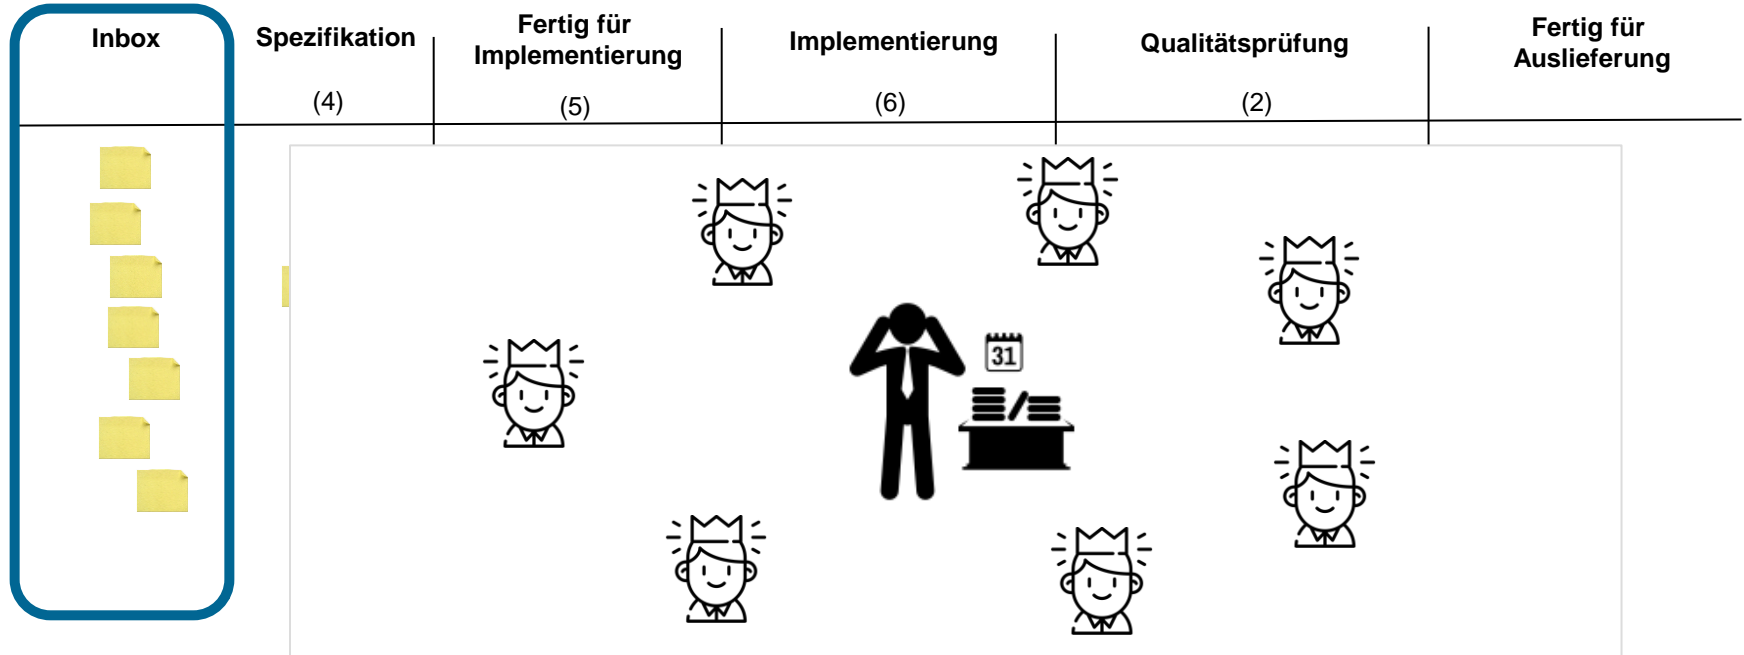 Inbox
Spezifikation
(4)
Fertig für
Implementierung
(5)
Implementierung
(6)
Qualitätsprüfung
(2)
Fertig für
Auslieferung
31